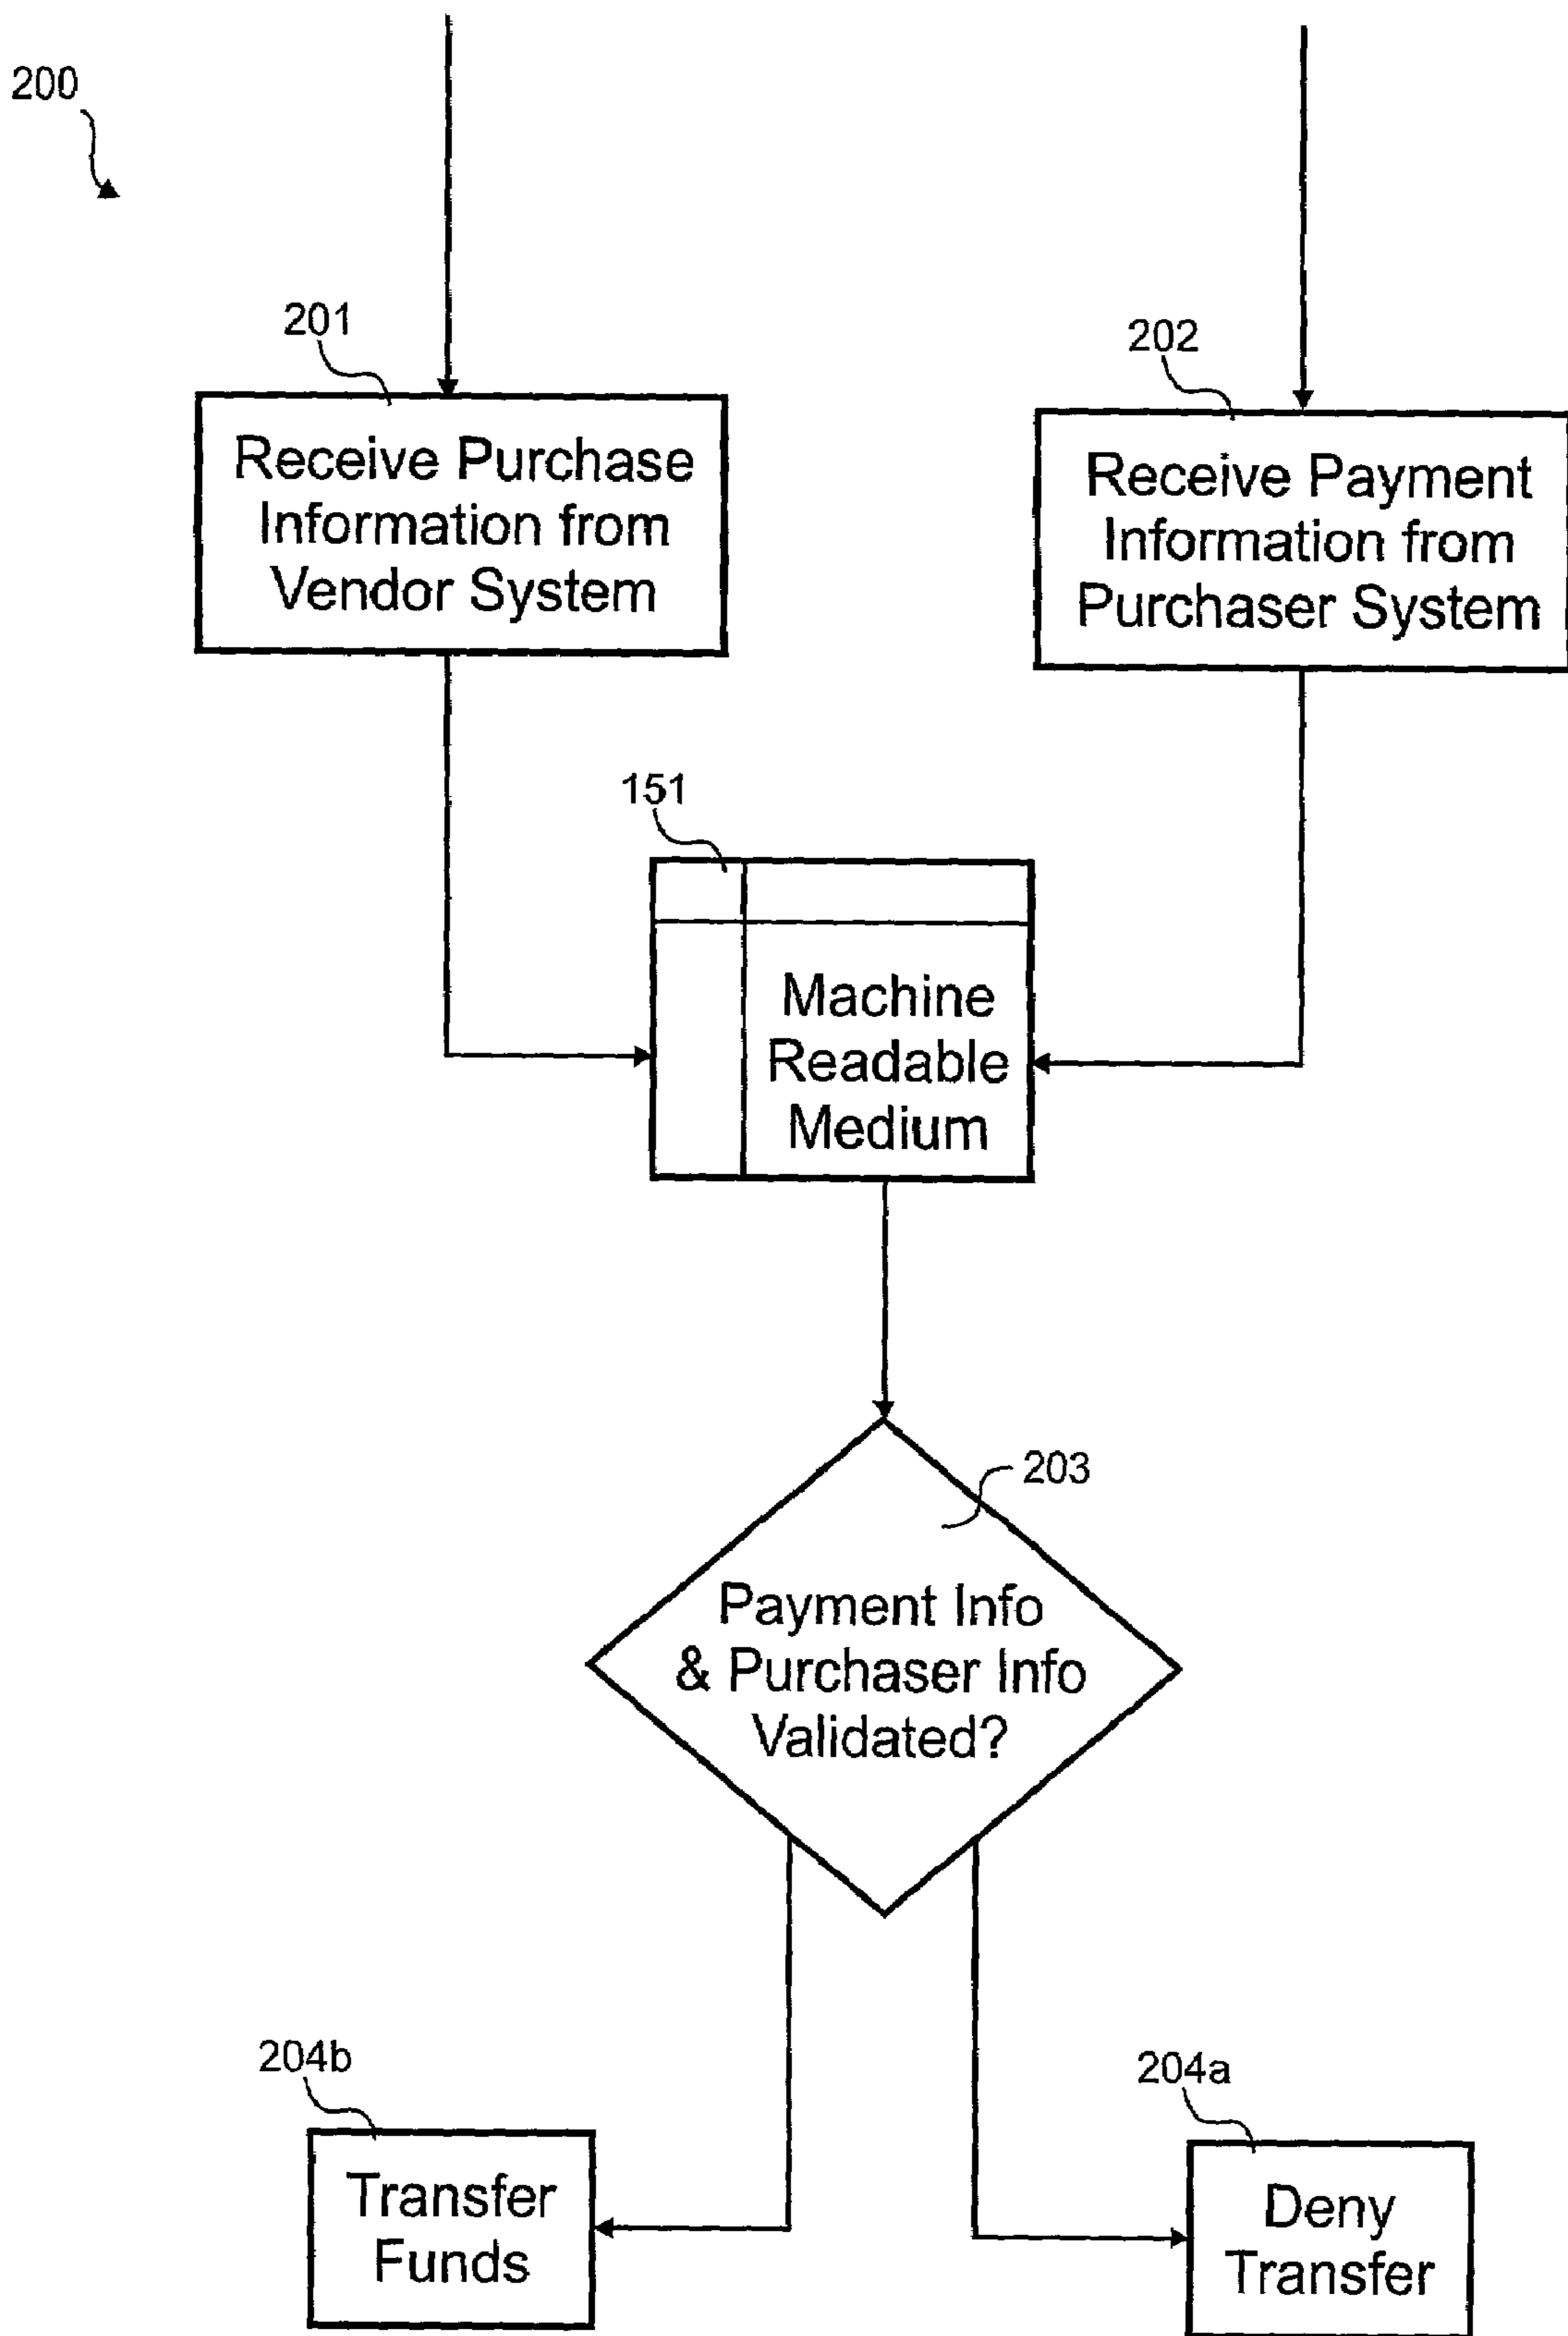 200
201
202
Receive Purchase
Information from
Vendor System
Receive Payment
Information from
Purchaser System
151
Machine
Readable
Medium
203
Payment Info
& Purchaser Info
Validated?
204b
204a
Transfer
Funds
Deny
Transfer